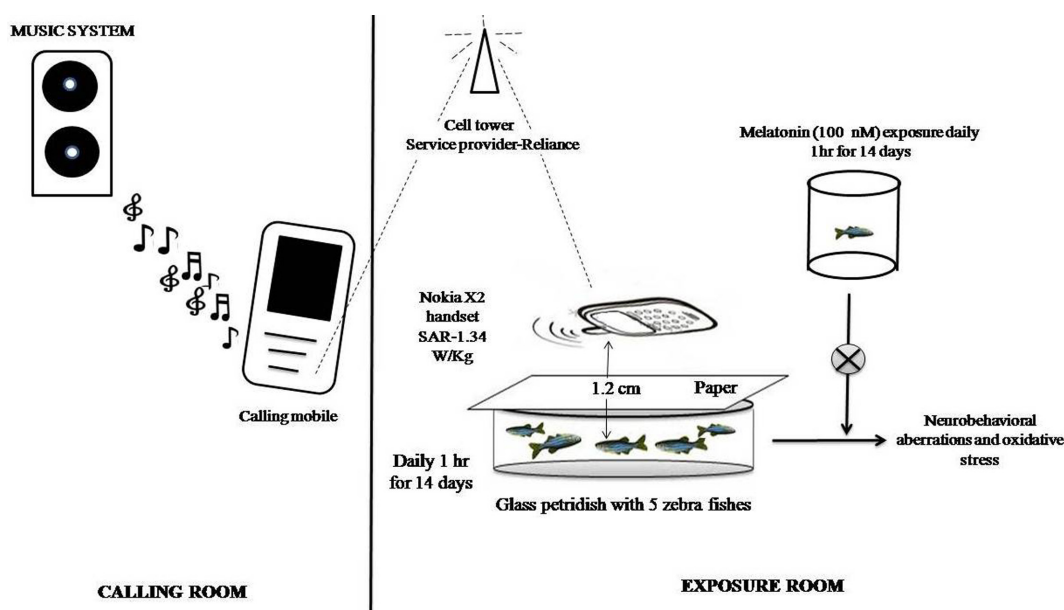 MUSIC SYSTEM
Calling mobile
CALLING ROOM
Cell tower
Service provider-Reliance
Melatonin (100 nM) exposure daily
1hr for 14 days
Nokia X2
handset
SAR-1.34
W/Kg
1.2 cm
Paper
Daily 1 hr
for 14 days
Glass petridish with 5 zebra fishes
Neurobehavioral
aberrations and oxidative
stress
EXPOSURE ROOM